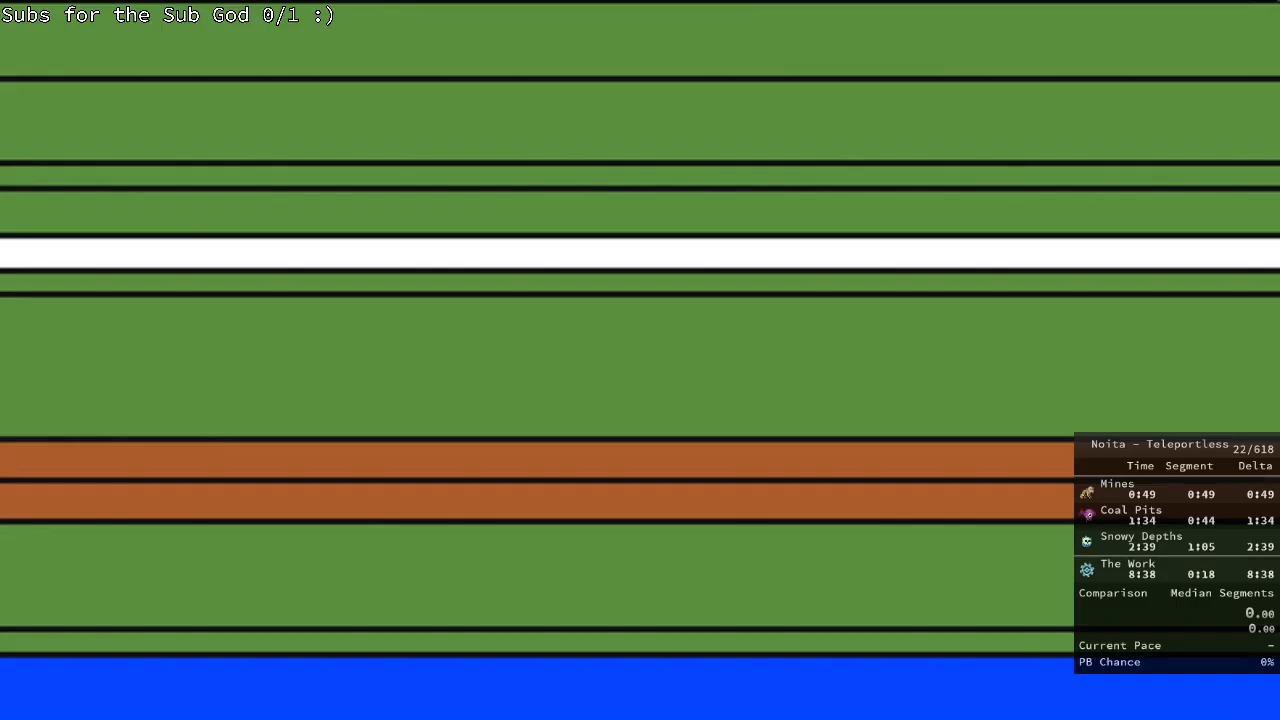 Subs for the Sub God 0/1 :)
Noita - Teleportless 22/618
Time Segment Delta
Mines
0:49 0:49 0:49
Coal Pits
1:34 0:44 1:34
Snowy Depths
2:39 1:05 2:39
The Work
8:38 0:18 8:38
Comparison Median Segments
0.00
0.00
Current Pace -
PB Chance 0%